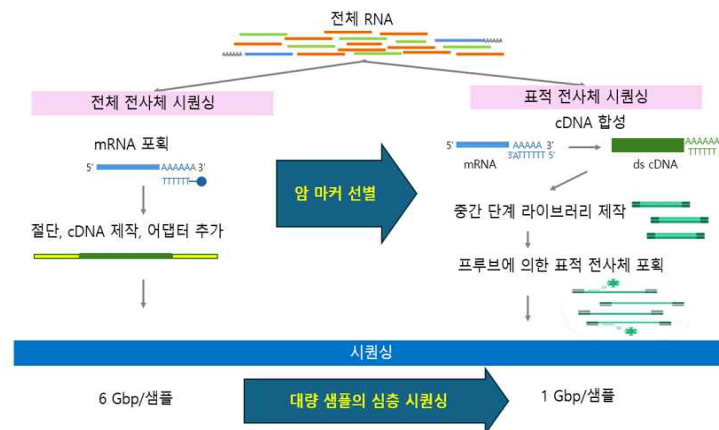 전체 RNA
AAAAAA
AAAAAA
전체 전사체 시퀀싱
표적 전사체 시퀀싱
mRNA 포획
5' AAAAAA 3'
TTTTTT
절단, cDNA 제작, 어댑터 추가
암 마커 선별
cDNA 합성
5' AAAAA 3'
3'ATTTTTT 5'
mRNA
AAAAAA
TTTTTT
ds cDNA
중간 단계 라이브러리 제작
프루브에 의한 표적 전사체 포획
시퀀싱
6 Gbp/샘플
대량 샘플의 심층 시퀀싱
1 Gbp/샘플